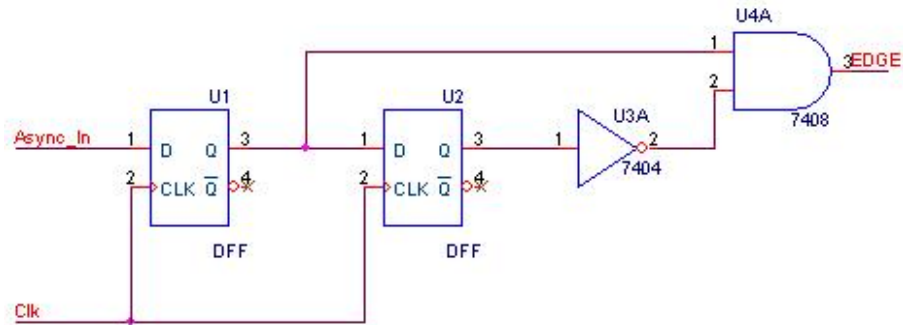 U4A
1
3
EDGE
2
7408
U1
U2
U3A
Async_In
1
D
Q
3
1
D
Q
3
1
2
7404
2
CLK
Q
4
2
CLK
Q
4
DFF
DFF
Clk